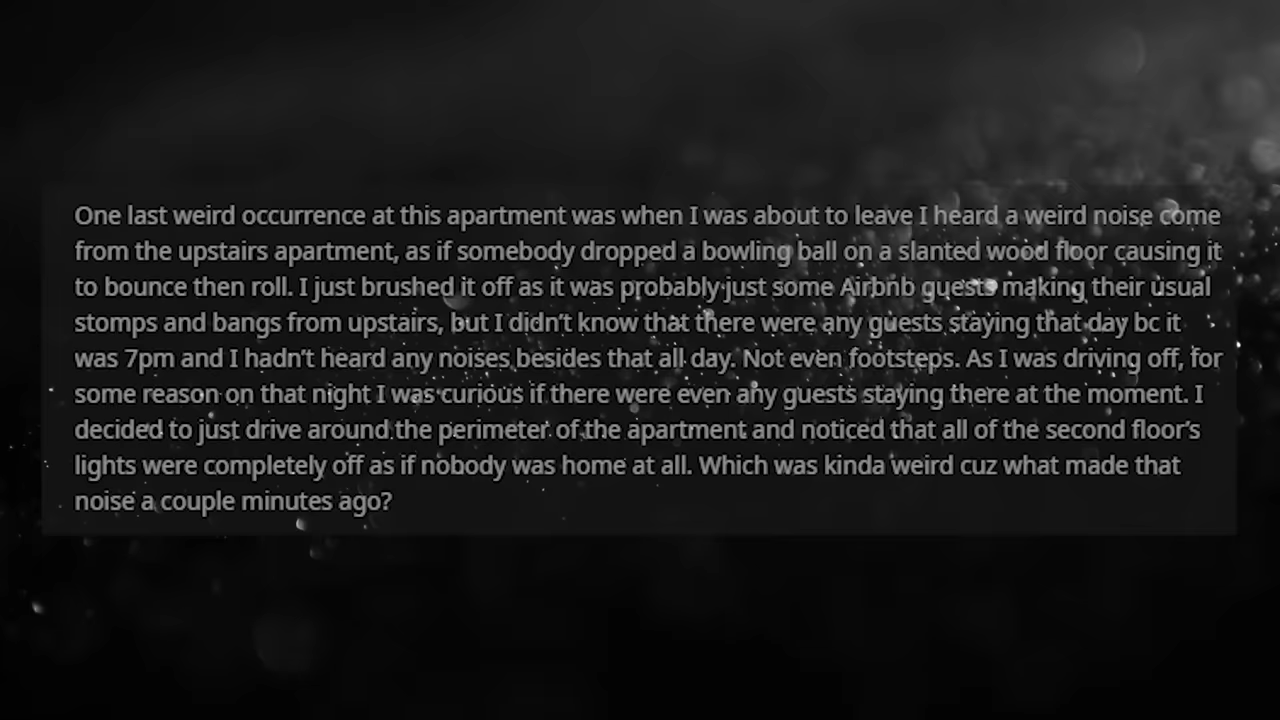 One last weird occurrence at this apartment was when I was about to leave I heard a weird noise come
from the upstairs apartment, as if somebody dropped a bowling ball on a slanted wood floor causing it
to bounce then roll. I just brushed it off as it was probably just some Airbnb guests making their usual
stomps and bangs from upstairs, but I didn't know that there were any guests staying that day bc it
was 7pm and I hadn't heard any noises besides that all day. Not even footsteps. As I was driving off, for
some reason on that night I was curious if there were even any guests staying there at the moment. I
decided to just drive around the perimeter of the apartment and noticed that all of the second floor's
lights were completely off as if nobody was home at all. Which was kinda weird cuz what made that
noise a couple minutes ago?